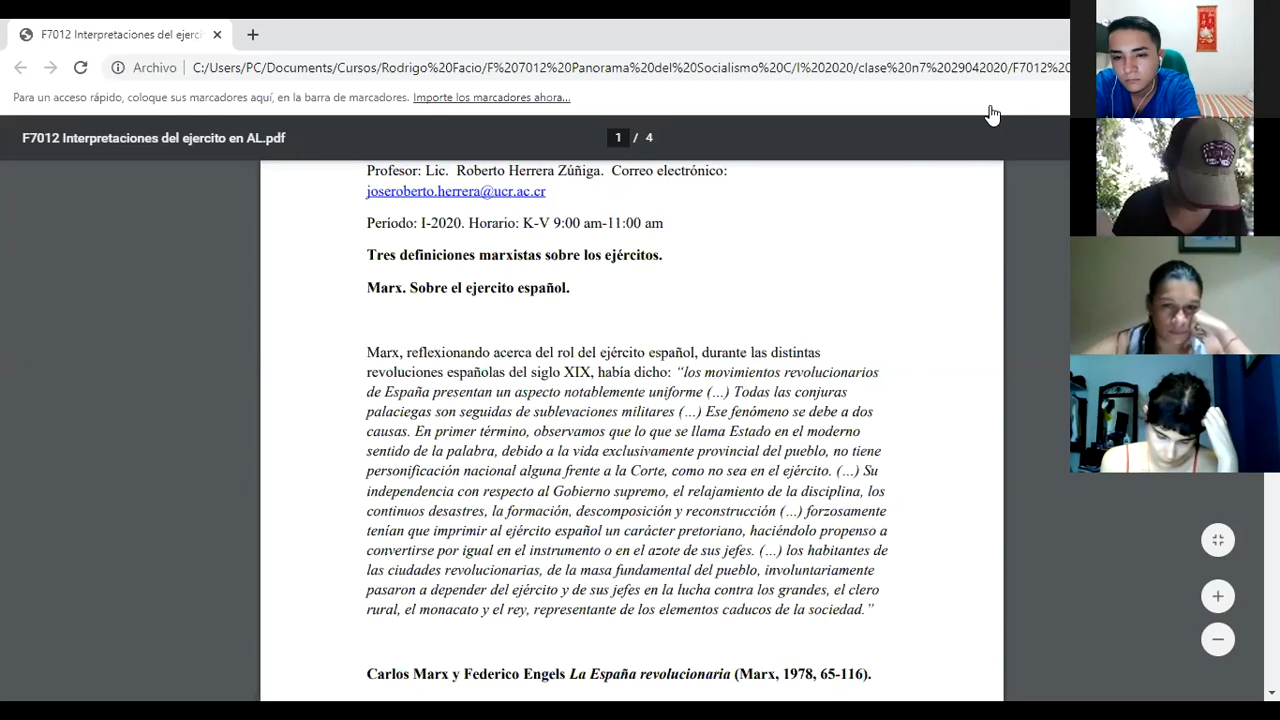 F7012 Interpretaciones del ejerci
Archivo
C:/Users/PC/Documents/Cursos/Rodrigo%20Facio/F%207012%20Panorama%20del%20Socialismo%20C/I%202020/clase%20n7%2029042020/F7012%20
Para un acceso rápido, coloque sus marcadores aquí, en la barra de marcadores. Importe los marcadores ahora...
F7012 Interpretaciones del ejercito en AL.pdf
1 / 4
Profesor: Lic. Roberto Herrera Zúñiga. Correo electrónico:
joseroberto.herrera@ucr.ac.cr
Período: I-2020. Horario: K-V 9:00 am-11:00 am
Tres definiciones marxistas sobre los ejércitos.
Marx. Sobre el ejercito español.
Marx, reflexionando acerca del rol del ejército español, durante las distintas
revoluciones españolas del siglo XIX, había dicho: “los movimientos revolucionarios
de España presentan un aspecto notablemente uniforme (...) Todas las conjuras
palaciegas son seguidas de sublevaciones militares (...) Ese fenómeno se debe a dos
causas. En primer término, observamos que lo que se llama Estado en el moderno
sentido de la palabra, debido a la vida exclusivamente provincial del pueblo, no tiene
personificación nacional alguna frente a la Corte, como no sea en el ejército. (...) Su
independencia con respecto al Gobierno supremo, el relajamiento de la disciplina, los
continuos desastres, la formación, descomposición y reconstrucción (...) forzosamente
tenían que imprimir al ejército español un carácter pretoriano, haciéndolo propenso a
convertirse por igual en el instrumento o en el azote de sus jefes. (...) los habitantes de
las ciudades revolucionarias, de la masa fundamental del pueblo, involuntariamente
pasaron a depender del ejército y de sus jefes en la lucha contra los grandes, el clero
rural, el monacato y el rey, representante de los elementos caducos de la sociedad.”
Carlos Marx y Federico Engels La España revolucionaria (Marx, 1978, 65-116).